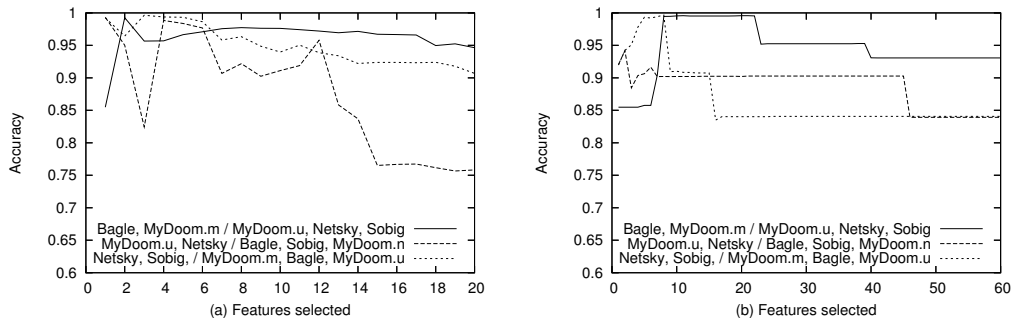 1
0.95
0.9
0.85
0.8
0.75
0.7
0.65
0.6
Accuracy
Bagle, MyDoom.m / MyDoom.u, Netsky, Sobig
MyDoom.u, Netsky / Bagle, Sobig, MyDoom.n
Netsky, Sobig, / MyDoom.m, Bagle, MyDoom.u
0 2 4 6 8 10 12 14 16 18 20
(a) Features selected
1
0.95
0.9
0.85
0.8
0.75
0.7
0.65
0.6
Accuracy
Bagle, MyDoom.m / MyDoom.u, Netsky, Sobig
MyDoom.u, Netsky / Bagle, Sobig, MyDoom.n
Netsky, Sobig, / MyDoom.m, Bagle, MyDoom.u
0 10 20 30 40 50 60
(b) Features selected